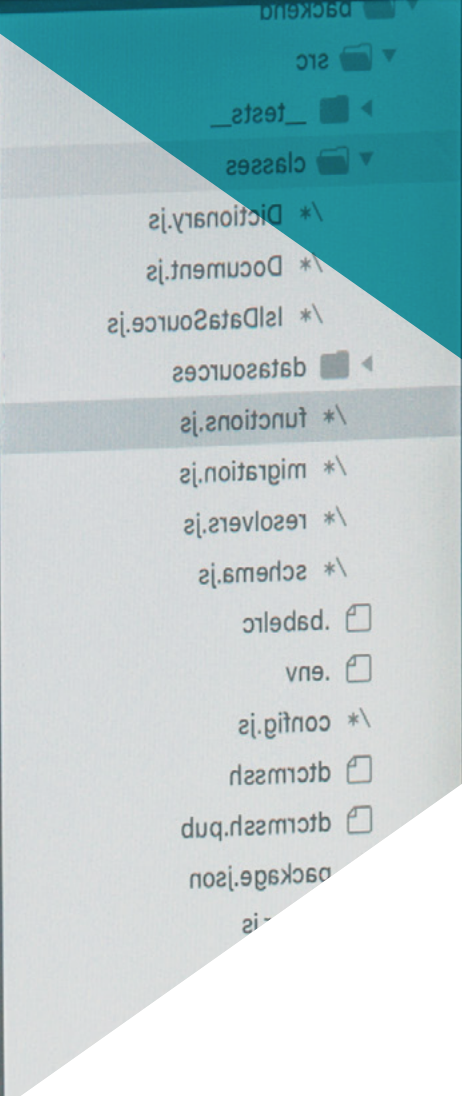 backend
src
__tests__
classes
/* Dictionary.js
/* Document.js
/* IslDataSource.js
datasources
/* functions.js
/* migration.js
/* resolvers.js
/* schema.js
.babelrc
.env
/* config.js
dtcrmssh
dtcrmssh.pub
package.json